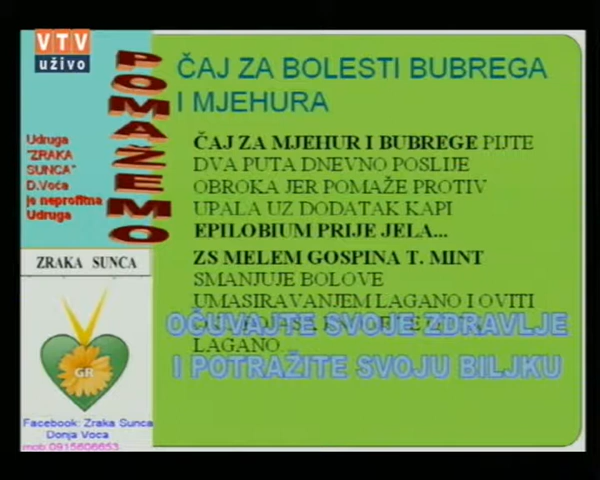 VTV
uživo
POMAŽEMO
Udruga
"ZRAKA
SUNCA"
D.Voća
je neprofitna
Udruga
ZRAKA SUNCA
GR
Facebook: Zraka Sunca
Donja Voca
mob:0915606653
ČAJ ZA BOLESTI BUBREGA
I MJEHURA
ČAJ ZA MJEHUR I BUBREGE PIJTE
DVA PUTA DNEVNO POSLIJE
OBROKA JER POMAŽE PROTIV
UPALA UZ DODATAK KAPI
EPILOBIUM PRIJE JELA...
ZS MELEM GOSPINA T. MINT
SMANJUJE BOLOVE
UMASIRAVANJEM LAGANO I OVITI
LAGANO...
OČUVAJTE SVOJE ZDRAVLJE
I POTRAŽITE SVOJU BILJKU